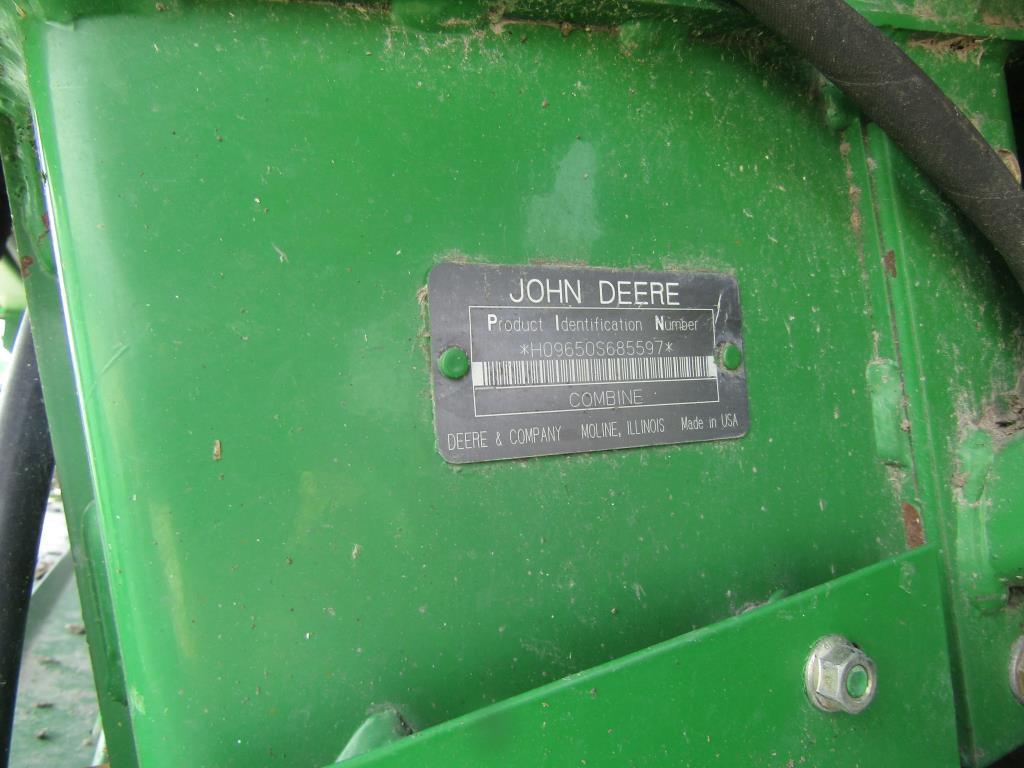 JOHN DEERE
Product Identification Number
*H09650S685597*
COMBINE
DEERE & COMPANY MOLINE, ILLINOIS Made in USA